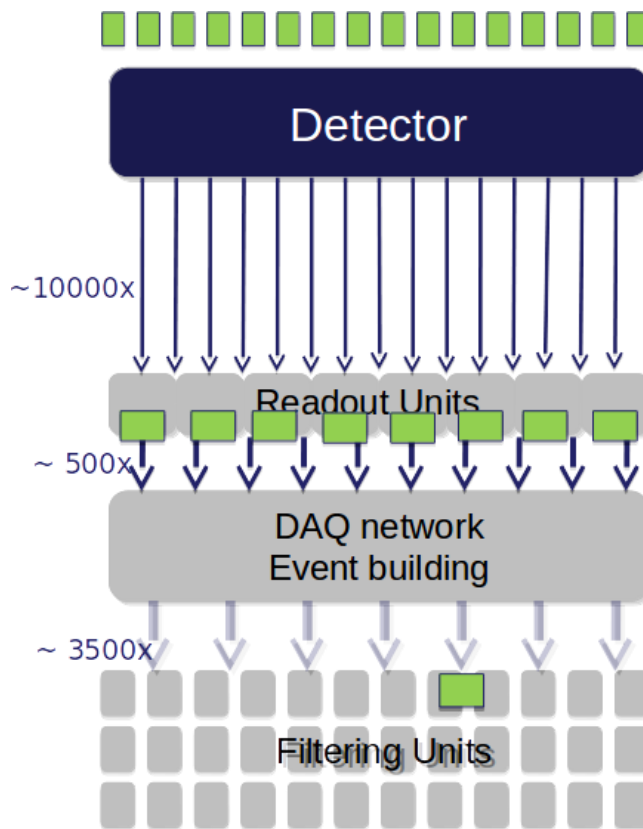 Detector
~10000x
Readout Units
~ 500x
DAQ network
Event building
~ 3500x
Filtering Units